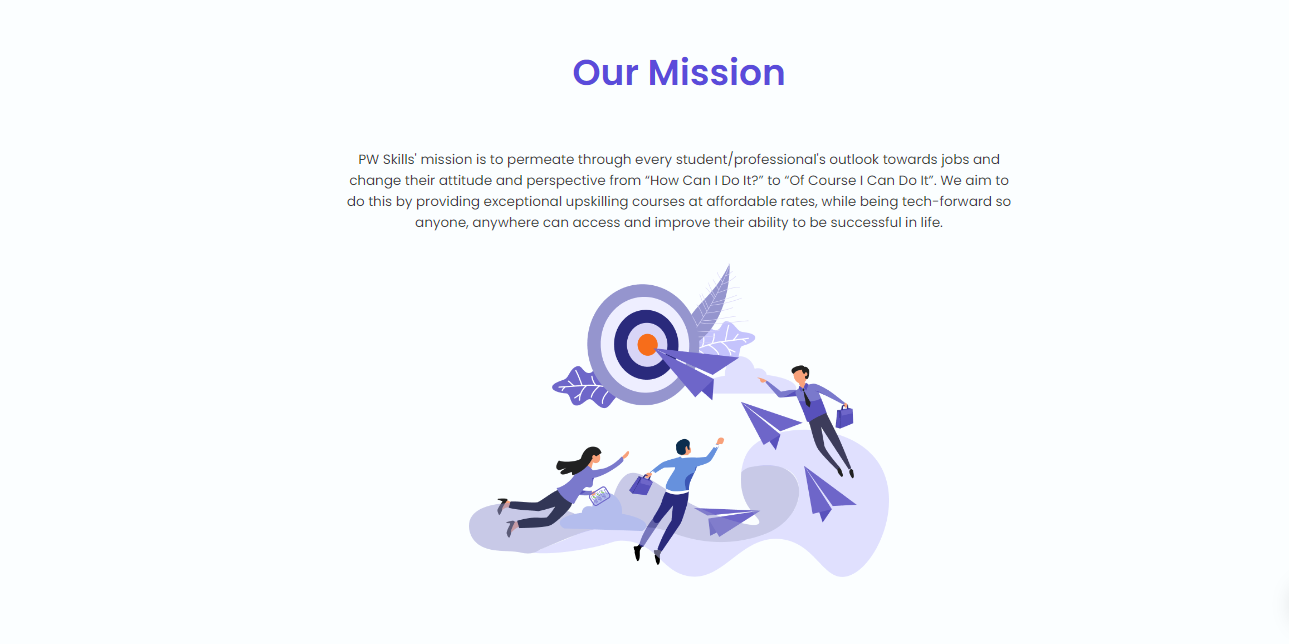 Our Mission
PW Skills' mission is to permeate through every student/professional's outlook towards jobs and
change their attitude and perspective from “How Can I Do It?” to “Of Course I Can Do It”. We aim to
do this by providing exceptional upskilling courses at affordable rates, while being tech-forward so
anyone, anywhere can access and improve their ability to be successful in life.